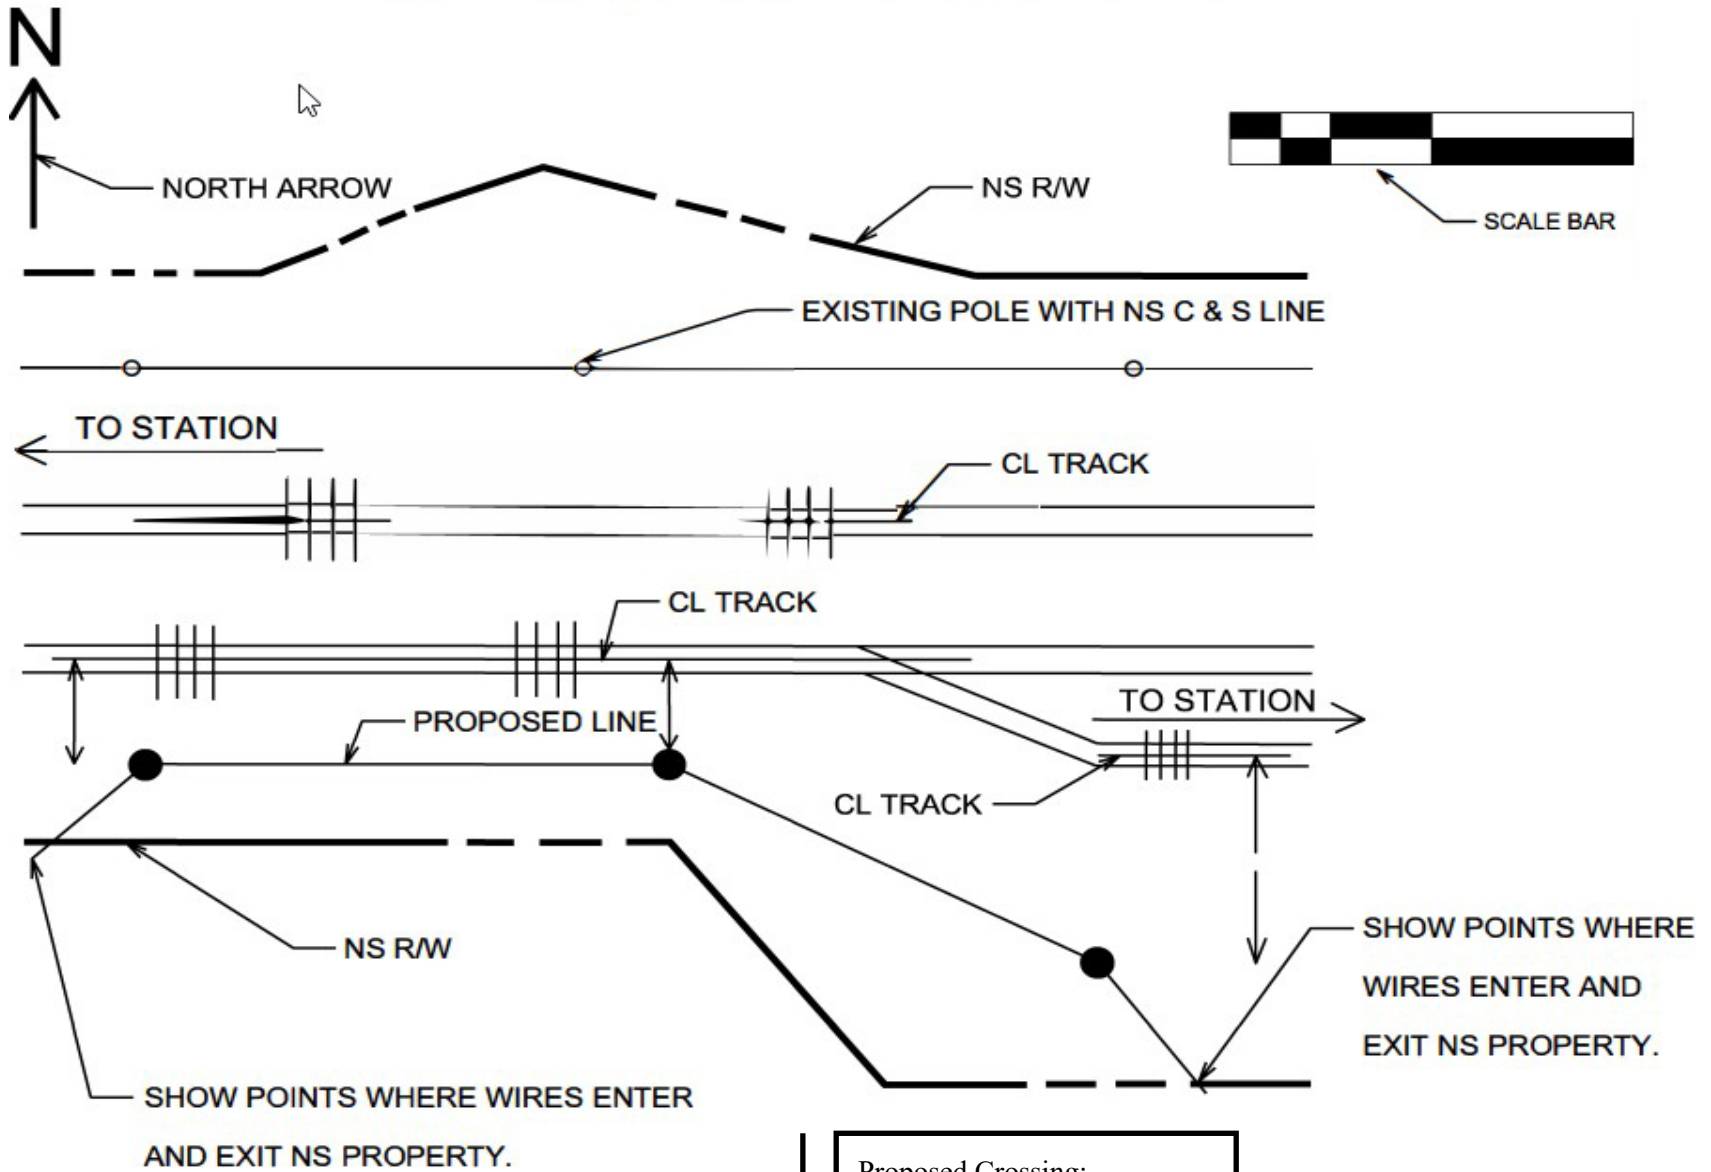 N
NORTH ARROW
NS R/W
SCALE BAR
EXISTING POLE WITH NS C & S LINE
TO STATION
CL TRACK
CL TRACK
TO STATION
PROPOSED LINE
CL TRACK
NS R/W
SHOW POINTS WHERE
WIRES ENTER AND
EXIT NS PROPERTY.
SHOW POINTS WHERE WIRES ENTER
AND EXIT NS PROPERTY.
Proposed Crossing: